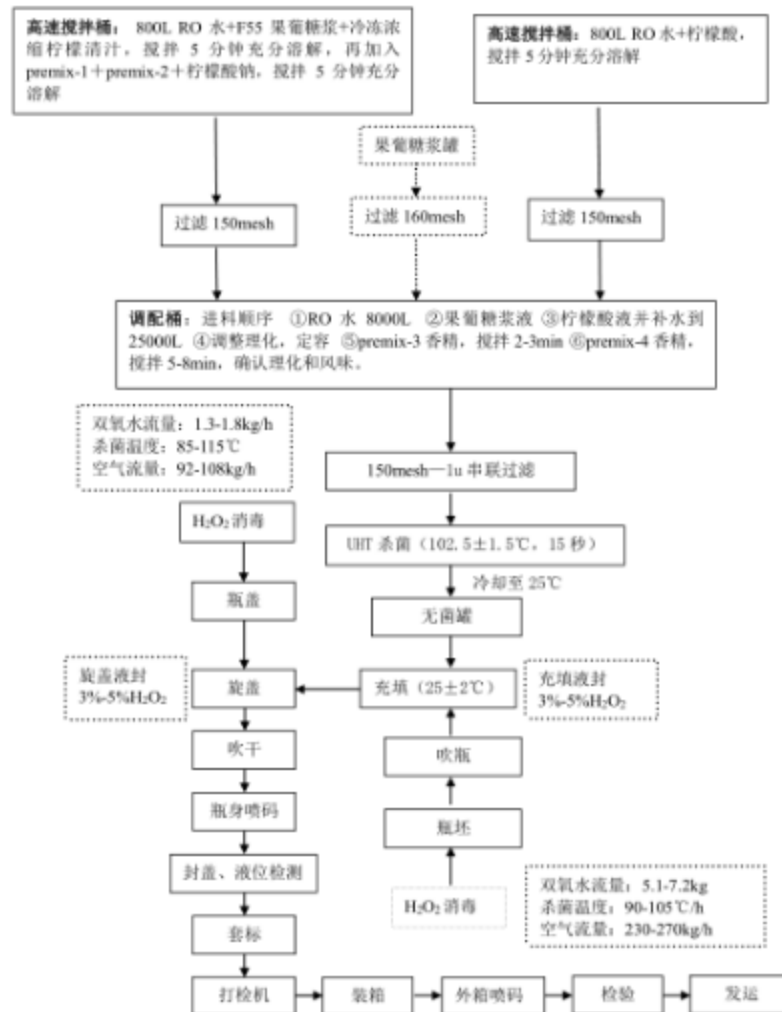 高速搅拌桶：800L RO 水+F55 果葡糖浆+冷冻浓
缩柠檬清汁，搅拌 5 分钟充分溶解，再加入
premix-1＋premix-2＋柠檬酸钠，搅拌 5 分钟充分
溶解
高速搅拌桶：800L RO 水+柠檬酸，
搅拌 5 分钟充分溶解
果葡糖浆罐
过滤 150mesh
过滤 160mesh
过滤 150mesh
调配桶：进料顺序 ①RO 水 8000L ②果葡糖浆液 ③柠檬酸液并补水到
25000L ④调整理化，定容 ⑤premix-3 香精，搅拌 2-3min ⑥premix-4 香精，
搅拌 5-8min，确认理化和风味。
双氧水流量：1.3-1.8kg/h
杀菌温度：85-115℃
空气流量：92-108kg/h
150mesh—1u 串联过滤
H₂O₂ 消毒
UHT 杀菌（102.5±1.5℃，15 秒）
冷却至 25℃
瓶盖
无菌罐
旋盖液封
3%-5%H₂O₂
旋盖
充填（25±2℃）
充填液封
3%-5%H₂O₂
吹干
吹瓶
瓶身喷码
瓶坯
封盖、液位检测
H₂O₂ 消毒
双氧水流量：5.1-7.2kg
杀菌温度：90-105℃/h
空气流量：230-270kg/h
套标
打检机
装箱
外箱喷码
检验
发运